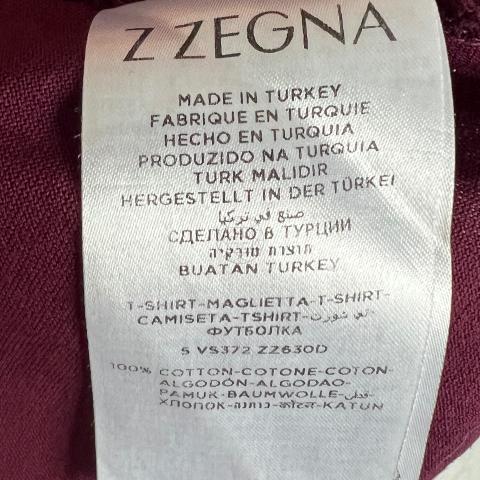 Z ZEGNA
MADE IN TURKEY
FABRIQUE EN TURQUIE
HECHO EN TURQUIA
PRODUZIDO NA TURQUIA
TURK MALIDIR
HERGESTELLT IN DER TÜRKEI
صنع في تركيا
СДЕЛАНО В ТУРЦИИ
תוצרת טורקיה
BUATAN TURKEY
T-SHIRT-MAGLIETTA-T-SHIRT-
CAMISETA-TSHIRT-تي شورت-
ФУТБОЛКА
5 VS372 ZZ630D
100% COTTON-COTONE-COTON-
ALGODÓN-ALGODAO-
PAMUK-BAUMWOLLE-قطن-
ХЛОПОК-כותנה-कॉटन-KATUN